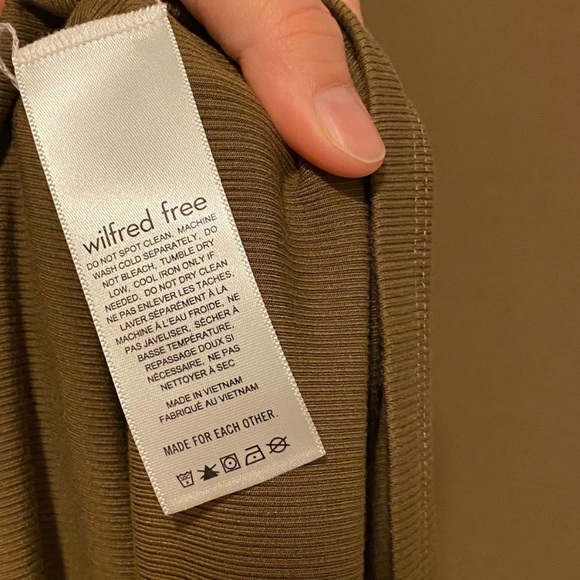 wilfred free
DO NOT SPOT CLEAN, MACHINE
WASH COLD SEPARATELY, DO
NOT BLEACH, TUMBLE DRY
LOW, COOL IRON ONLY IF
NEEDED, DO NOT DRY CLEAN
NE PAS ENLEVER LES TACHES,
LAVER SÉPARÉMENT À LA
MACHINE À L'EAU FROIDE, NE
PAS JAVELISER, SÉCHER À
BASSE TEMPÉRATURE,
REPASSAGE DOUX SI
NÉCESSAIRE, NE PAS
NETTOYER À SEC
MADE IN VIETNAM
FABRIQUÉ AU VIETNAM
MADE FOR EACH OTHER.